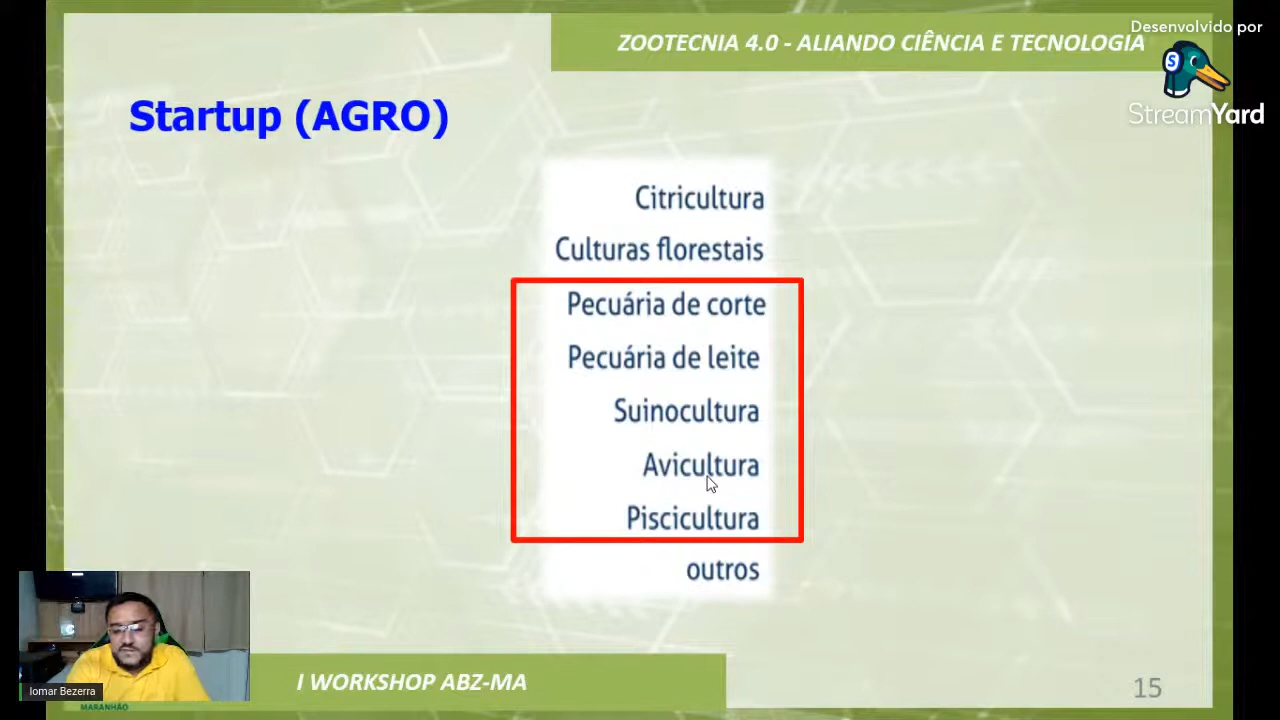 ZOOTECNIA 4.0 - ALIANDO CIÊNCIA E TECNOLOGIA
Desenvolvido por
S
StreamYard
Startup (AGRO)
Citricultura
Culturas florestais
Pecuária de corte
Pecuária de leite
Suinocultura
Avicultura
Piscicultura
outros
Iomar Bezerra
MARANHÃO
I WORKSHOP ABZ-MA
15